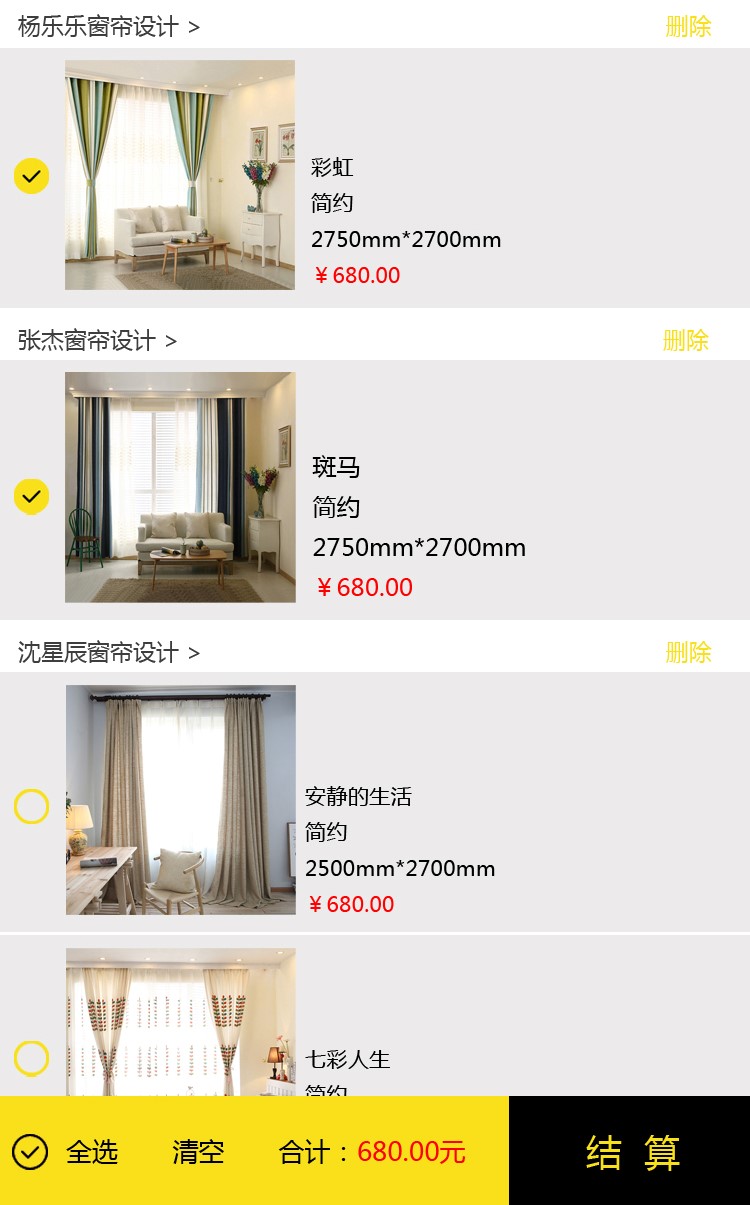 杨乐乐窗帘设计 > 删除
彩虹
简约
2750mm*2700mm
￥680.00
张杰窗帘设计 > 删除
斑马
简约
2750mm*2700mm
￥680.00
沈星辰窗帘设计 > 删除
安静的生活
简约
2500mm*2700mm
￥680.00
七彩人生
简约
全选 清空 合计：680.00元 结 算